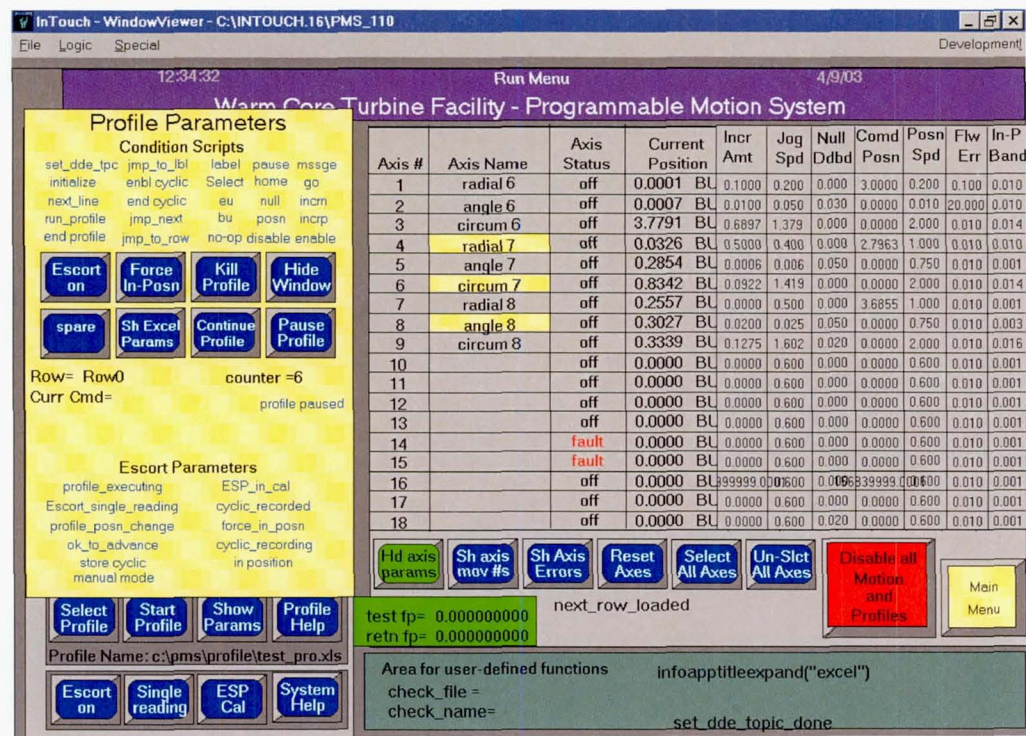 InTouch - WindowViewer - C:\INTOUCH.16\PMS_110
File Logic Special Development!
12:34:32 Run Menu 4/9/03
Warm Core Turbine Facility - Programmable Motion System
Profile Parameters
Condition Scripts
set_dde_tpc jmp_to_lbl label pause mssge
initialize enbl cyclic Select home go
next_line end cyclic eu null incrn
run_profile jmp_next bu posn incrp
end profile jmp_to_row no-op disable enable
Escort on Force In-Posn Kill Profile Hide Window
spare Sh Excel Params Continue Profile Pause Profile
Row= Row0 counter =6
Curr Cmd= profile paused
Escort Parameters
profile_executing ESP_in_cal
Escort_single_reading cyclic_recorded
profile_posn_change force_in_posn
ok_to_advance cyclic_recording
store cyclic in position
manual mode
Select Profile Start Profile Show Params Profile Help
Profile Name: c:\pms\profile\test_pro.xls
Escort on Single reading ESP Cal System Help
Axis # Axis Name Axis Status Current Position Incr Amt Jog Spd Null Ddbd Comd Posn Posn Spd Flw Err In-P Band
1 radial 6 off 0.0001 BU 0.1000 0.200 0.000 3.0000 0.200 0.100 0.010
2 angle 6 off 0.0007 BU 0.0100 0.050 0.030 0.0000 0.010 20.000 0.010
3 circum 6 off 3.7791 BU 0.6897 1.379 0.000 0.0000 2.000 0.010 0.014
4 radial 7 off 0.0326 BU 0.5000 0.400 0.000 2.7963 1.000 0.010 0.010
5 angle 7 off 0.2854 BU 0.0006 0.006 0.050 0.0000 0.750 0.010 0.001
6 circum 7 off 0.8342 BU 0.0922 1.419 0.000 0.0000 2.000 0.010 0.014
7 radial 8 off 0.2557 BU 0.0000 0.500 0.000 3.6855 1.000 0.010 0.001
8 angle 8 off 0.3027 BU 0.0200 0.025 0.050 0.0000 0.750 0.010 0.003
9 circum 8 off 0.3339 BU 0.1275 1.602 0.020 0.0000 2.000 0.010 0.016
10 off 0.0000 BU 0.0000 0.600 0.000 0.0000 0.600 0.010 0.001
11 off 0.0000 BU 0.0000 0.600 0.000 0.0000 0.600 0.010 0.001
12 off 0.0000 BU 0.0000 0.600 0.000 0.0000 0.600 0.010 0.001
13 off 0.0000 BU 0.0000 0.600 0.000 0.0000 0.600 0.010 0.001
14 fault 0.0000 BU 0.0000 0.600 0.000 0.0000 0.600 0.010 0.001
15 fault 0.0000 BU 0.0000 0.600 0.000 0.0000 0.600 0.010 0.001
16 off 0.0000 BU 0.010 0.001
17 off 0.0000 BU 0.0000 0.600 0.000 0.0000 0.600 0.010 0.001
18 off 0.0000 BU 0.0000 0.600 0.020 0.0000 0.600 0.010 0.001
Hd axis params Sh axis mov #s Sh Axis Errors Reset Axes Select All Axes Un-Slct All Axes
Disable all Motion and Profiles
Main Menu
test fp= 0.000000000
retn fp= 0.000000000
next_row_loaded
Area for user-defined functions infoapptitleexpand("excel")
check_file =
check_name=
set_dde_topic_done